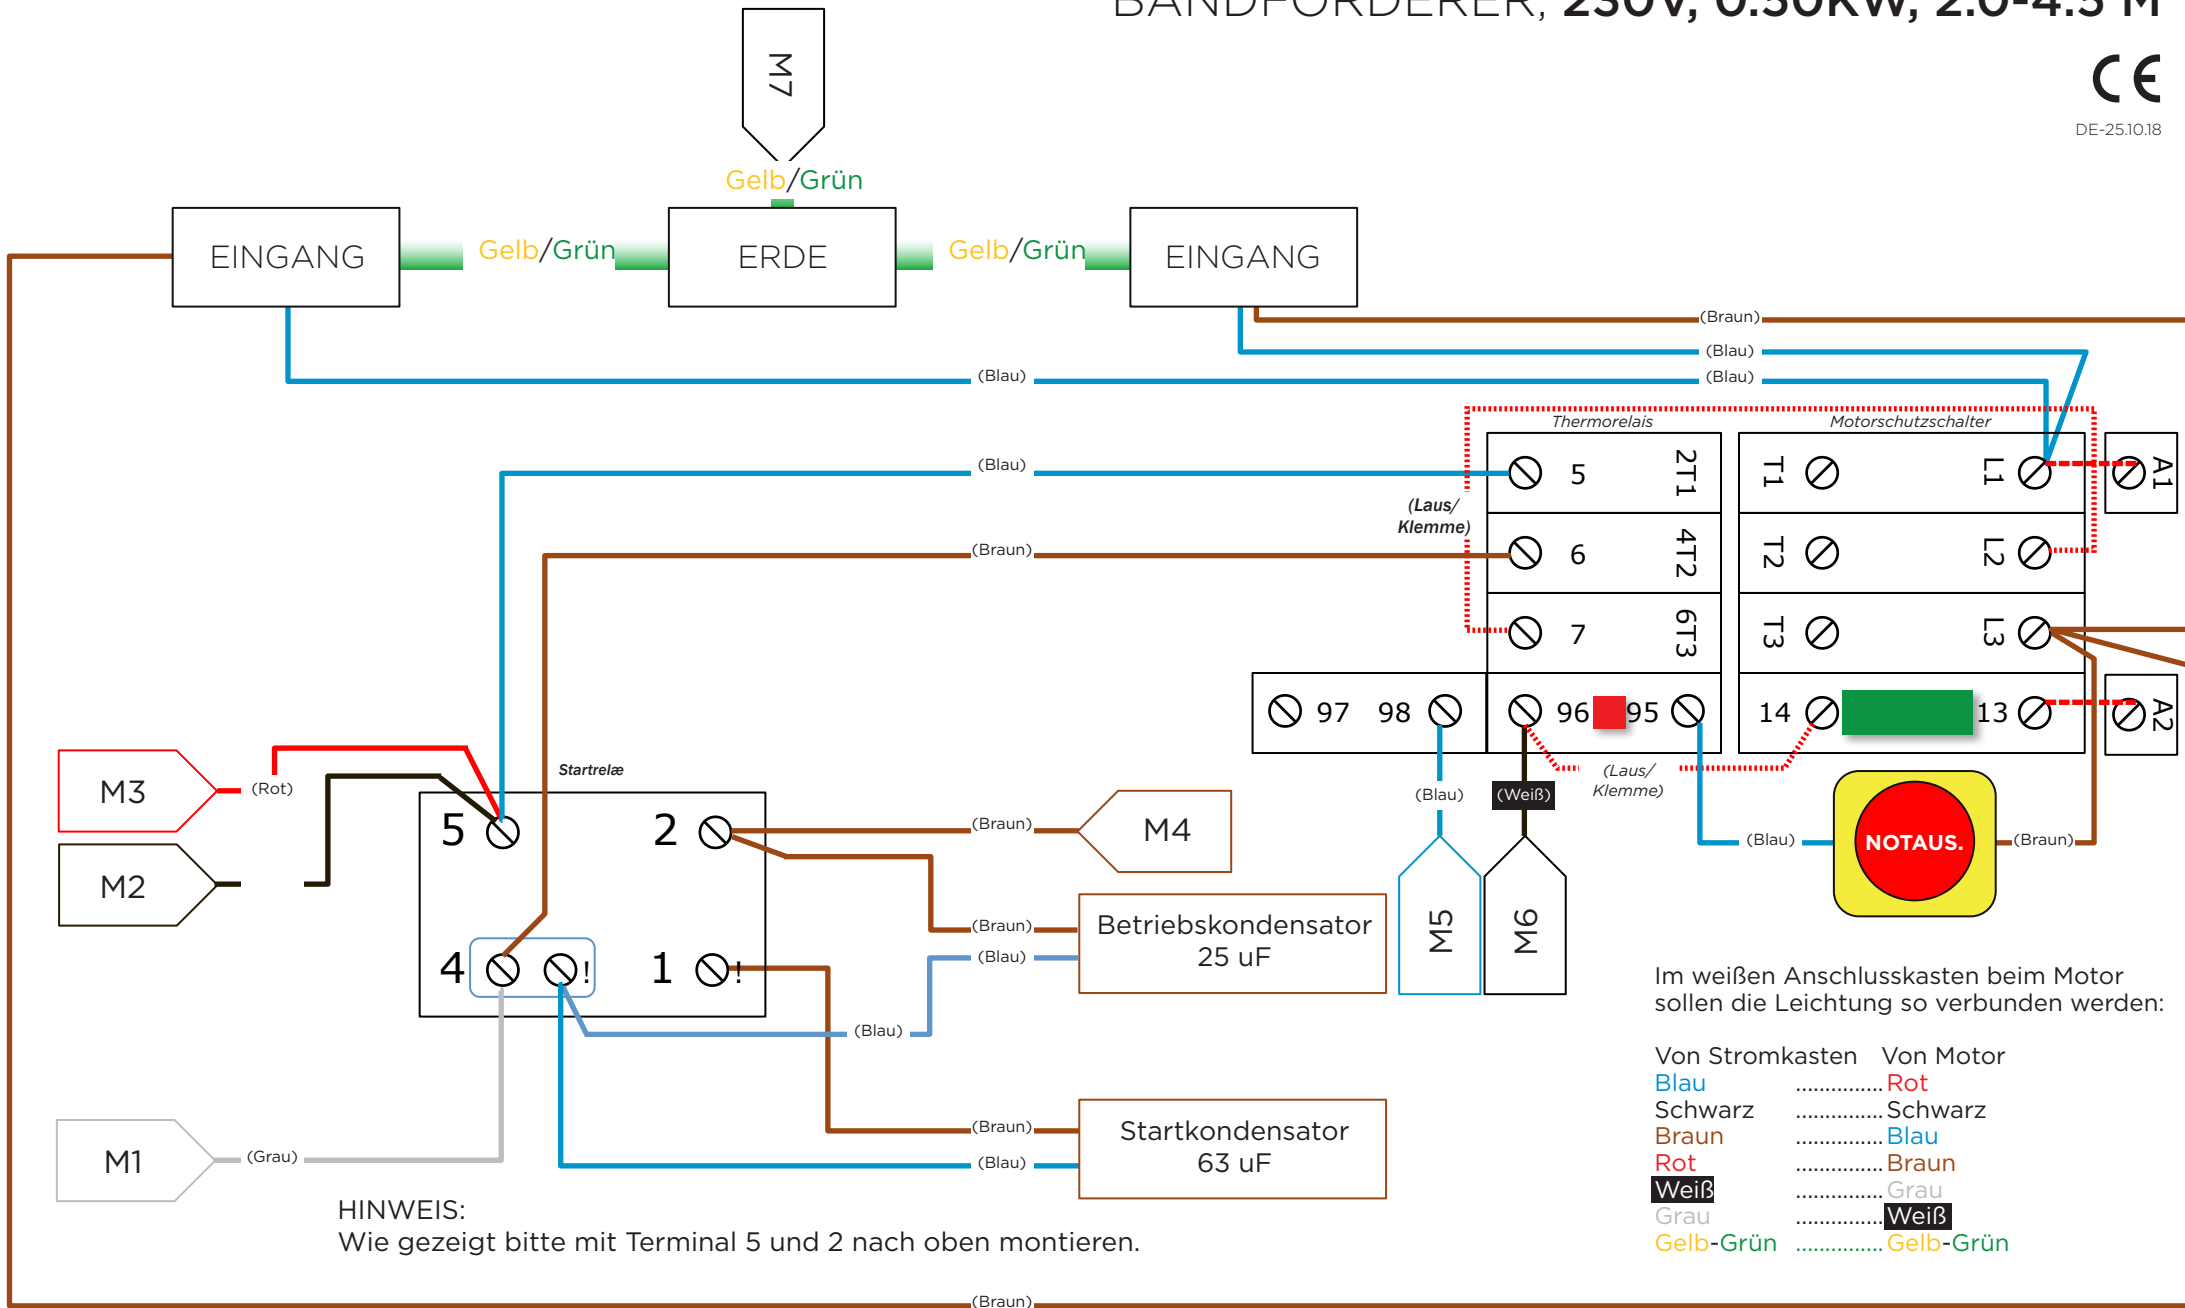 BANDFÖRDERER, 230V, 0.50KW, 2.0-4.5 M
CE
DE-25.10.18
M7
Gelb/Grün
EINGANG
Gelb/Grün
ERDE
Gelb/Grün
EINGANG
(Braun)
(Blau)
(Blau)
(Blau)
Thermorelais
Motorschutzschalter
(Blau)
5
2T1
T1
L1
A1
(Laus/
Klemme)
(Braun)
6
4T2
T2
L2
7
6T3
T3
L3
97
98
96
95
14
13
A2
M3
(Rot)
Startrelæ
(Laus/
Klemme)
(Blau)
(Weiß)
M2
5
2
(Braun)
M4
(Blau)
NOTAUS.
(Braun)
(Braun)
Betriebskondensator
25 uF
(Blau)
M5
M6
4
!
1
!
(Blau)
Im weißen Anschlusskasten beim Motor
sollen die Leichtung so verbunden werden:
Von Stromkasten Von Motor
Blau ............... Rot
Schwarz ............... Schwarz
Braun ............... Blau
Rot ............... Braun
Weiß ............... Grau
Grau ............... Weiß
Gelb-Grün ............... Gelb-Grün
(Braun)
Startkondensator
63 uF
(Blau)
M1
(Grau)
HINWEIS:
Wie gezeigt bitte mit Terminal 5 und 2 nach oben montieren.
(Braun)